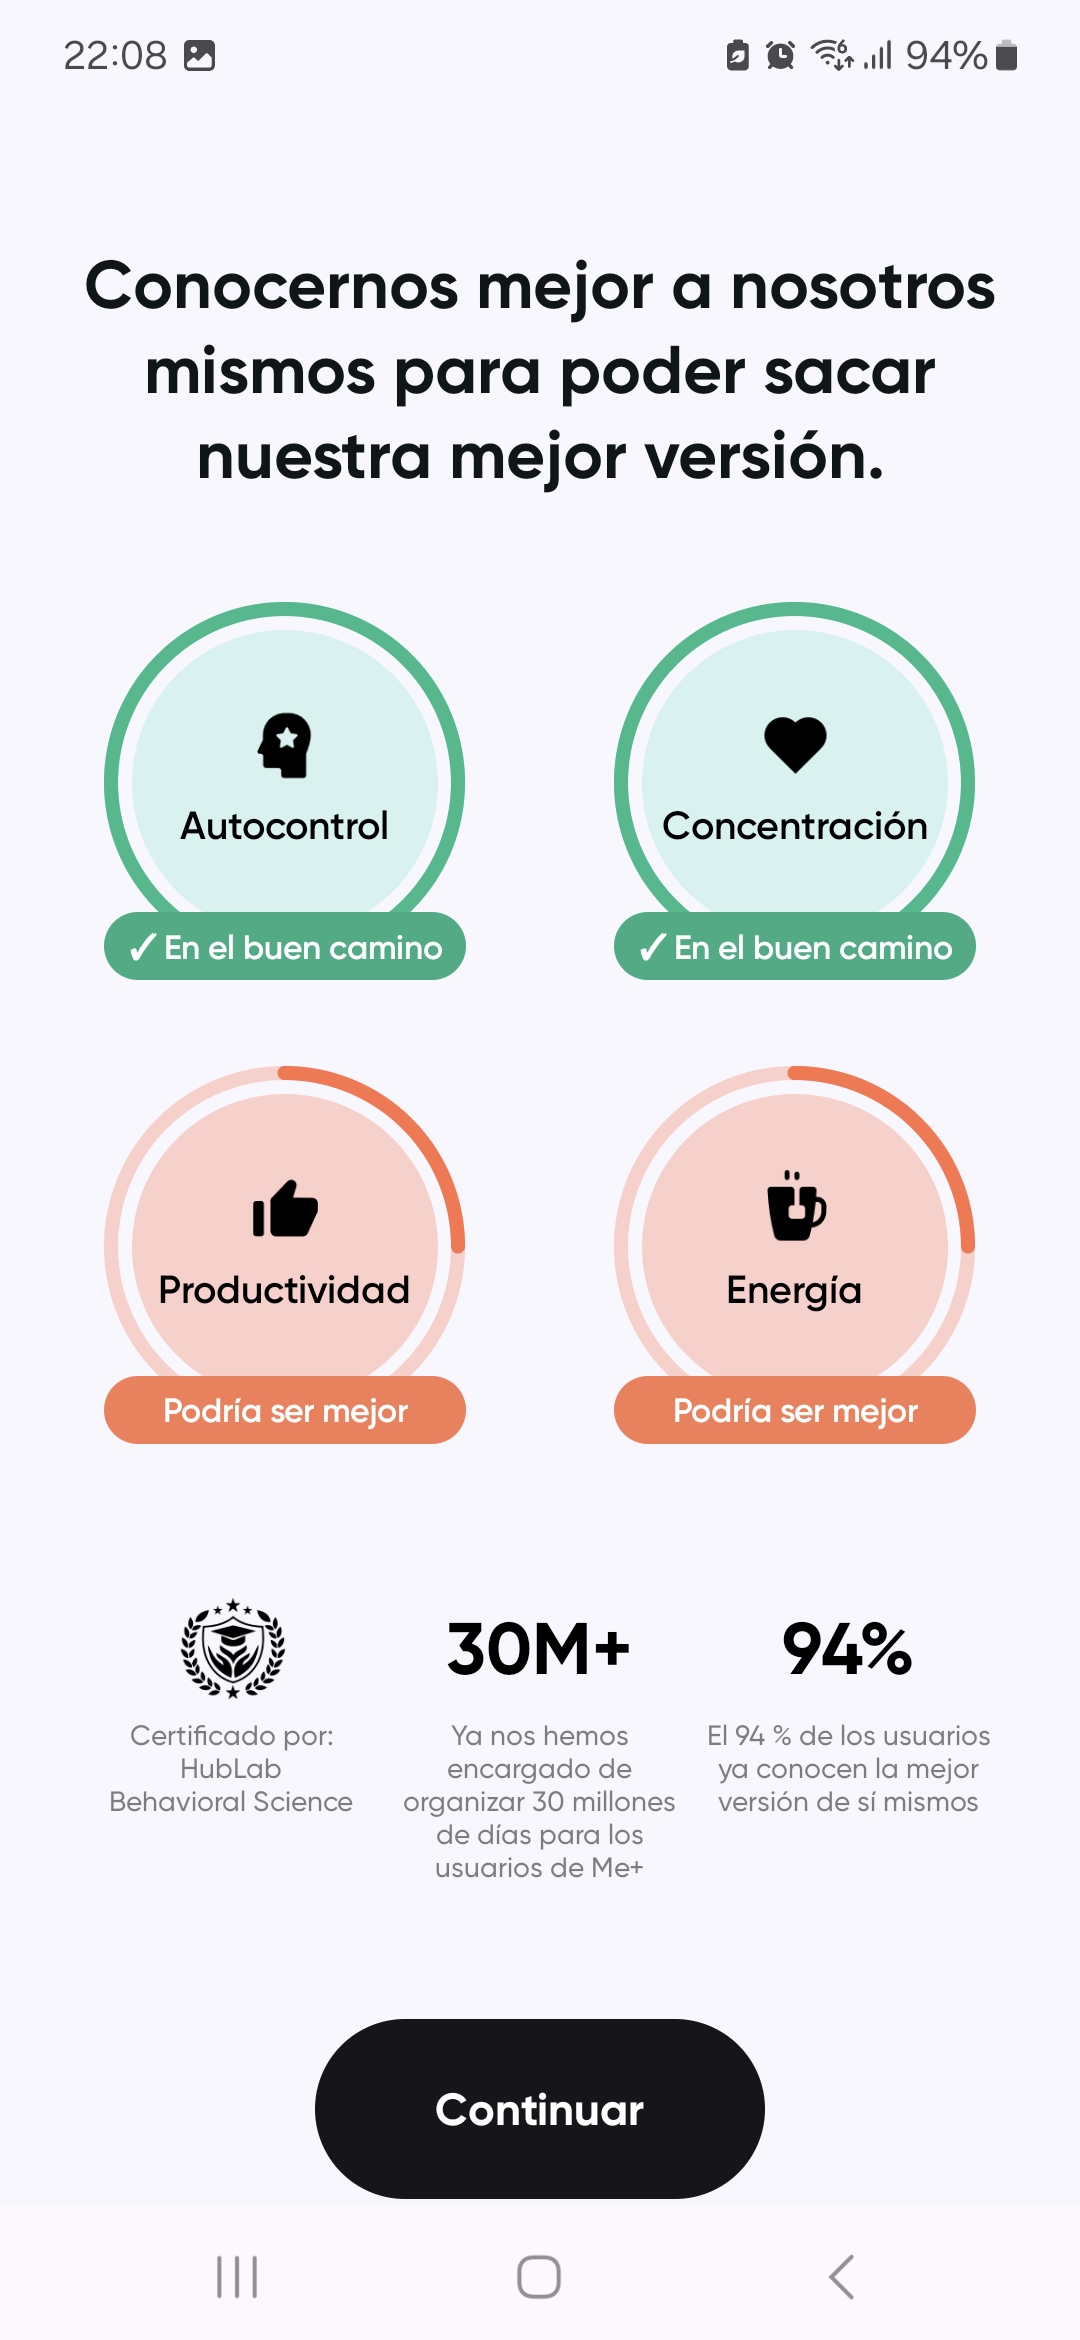 22:08
6
94%
Conocernos mejor a nosotros
mismos para poder sacar
nuestra mejor versión.
Autocontrol
Concentración
✓En el buen camino
✓En el buen camino
Productividad
Energía
Podría ser mejor
Podría ser mejor
30M+
94%
Certificado por:
HubLab
Behavioral Science
Ya nos hemos
encargado de
organizar 30 millones
de días para los
usuarios de Me+
El 94 % de los usuarios
ya conocen la mejor
versión de sí mismos
Continuar